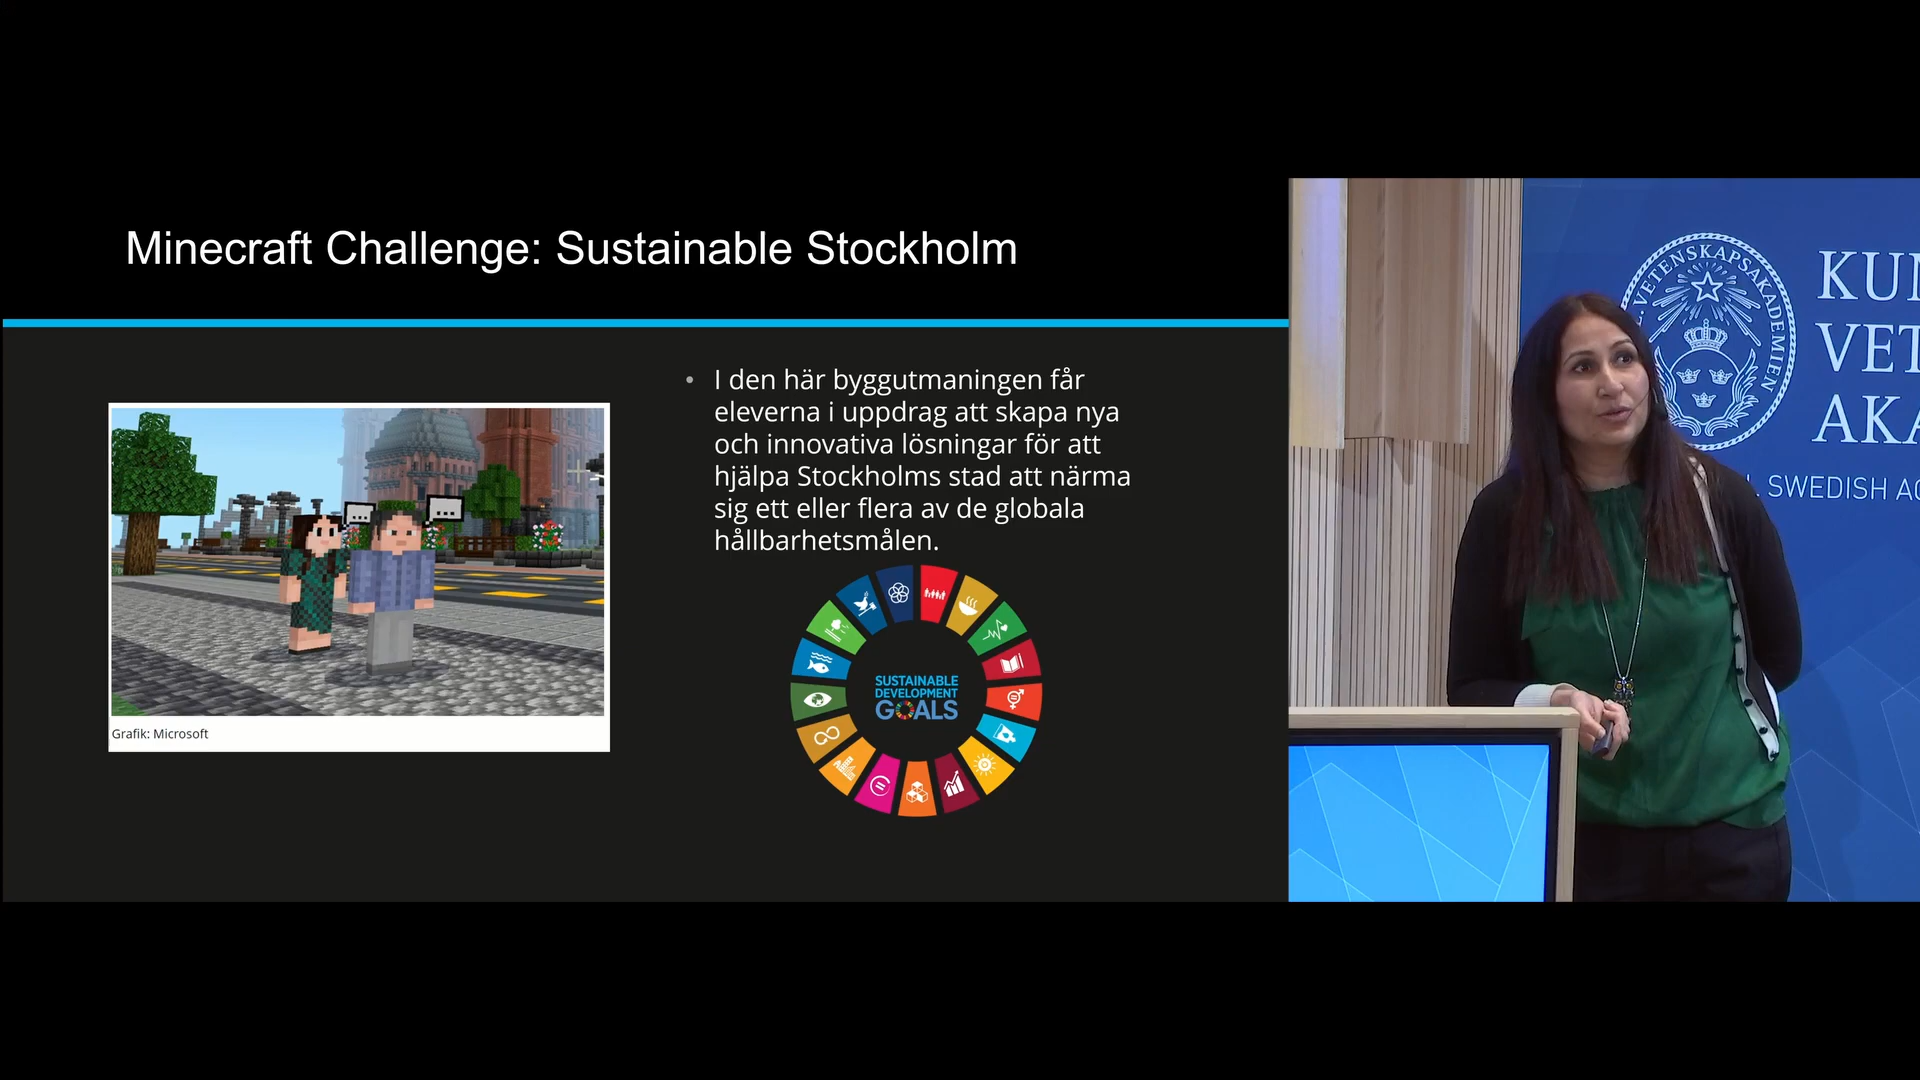 Minecraft Challenge: Sustainable Stockholm
• I den här byggutmaningen får
eleverna i uppdrag att skapa nya
och innovativa lösningar för att
hjälpa Stockholms stad att närma
sig ett eller flera av de globala
hållbarhetsmålen.
...
...
Grafik: Microsoft
SUSTAINABLE
DEVELOPMENT
GOALS
VETENSKAPSAKADEMIEN
KUN
VET
AKA
SWEDISH AC